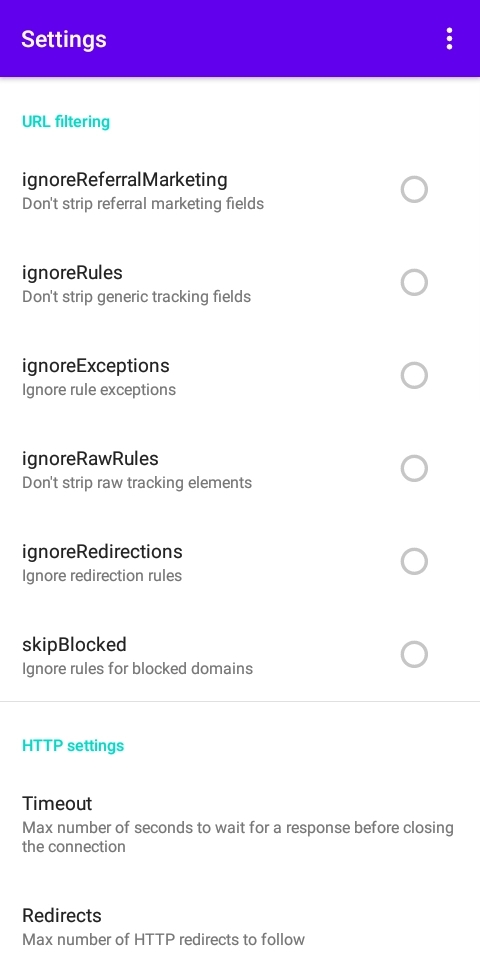 Settings
URL filtering
ignoreReferralMarketing
Don't strip referral marketing fields
ignoreRules
Don't strip generic tracking fields
ignoreExceptions
Ignore rule exceptions
ignoreRawRules
Don't strip raw tracking elements
ignoreRedirections
Ignore redirection rules
skipBlocked
Ignore rules for blocked domains
HTTP settings
Timeout
Max number of seconds to wait for a response before closing
the connection
Redirects
Max number of HTTP redirects to follow